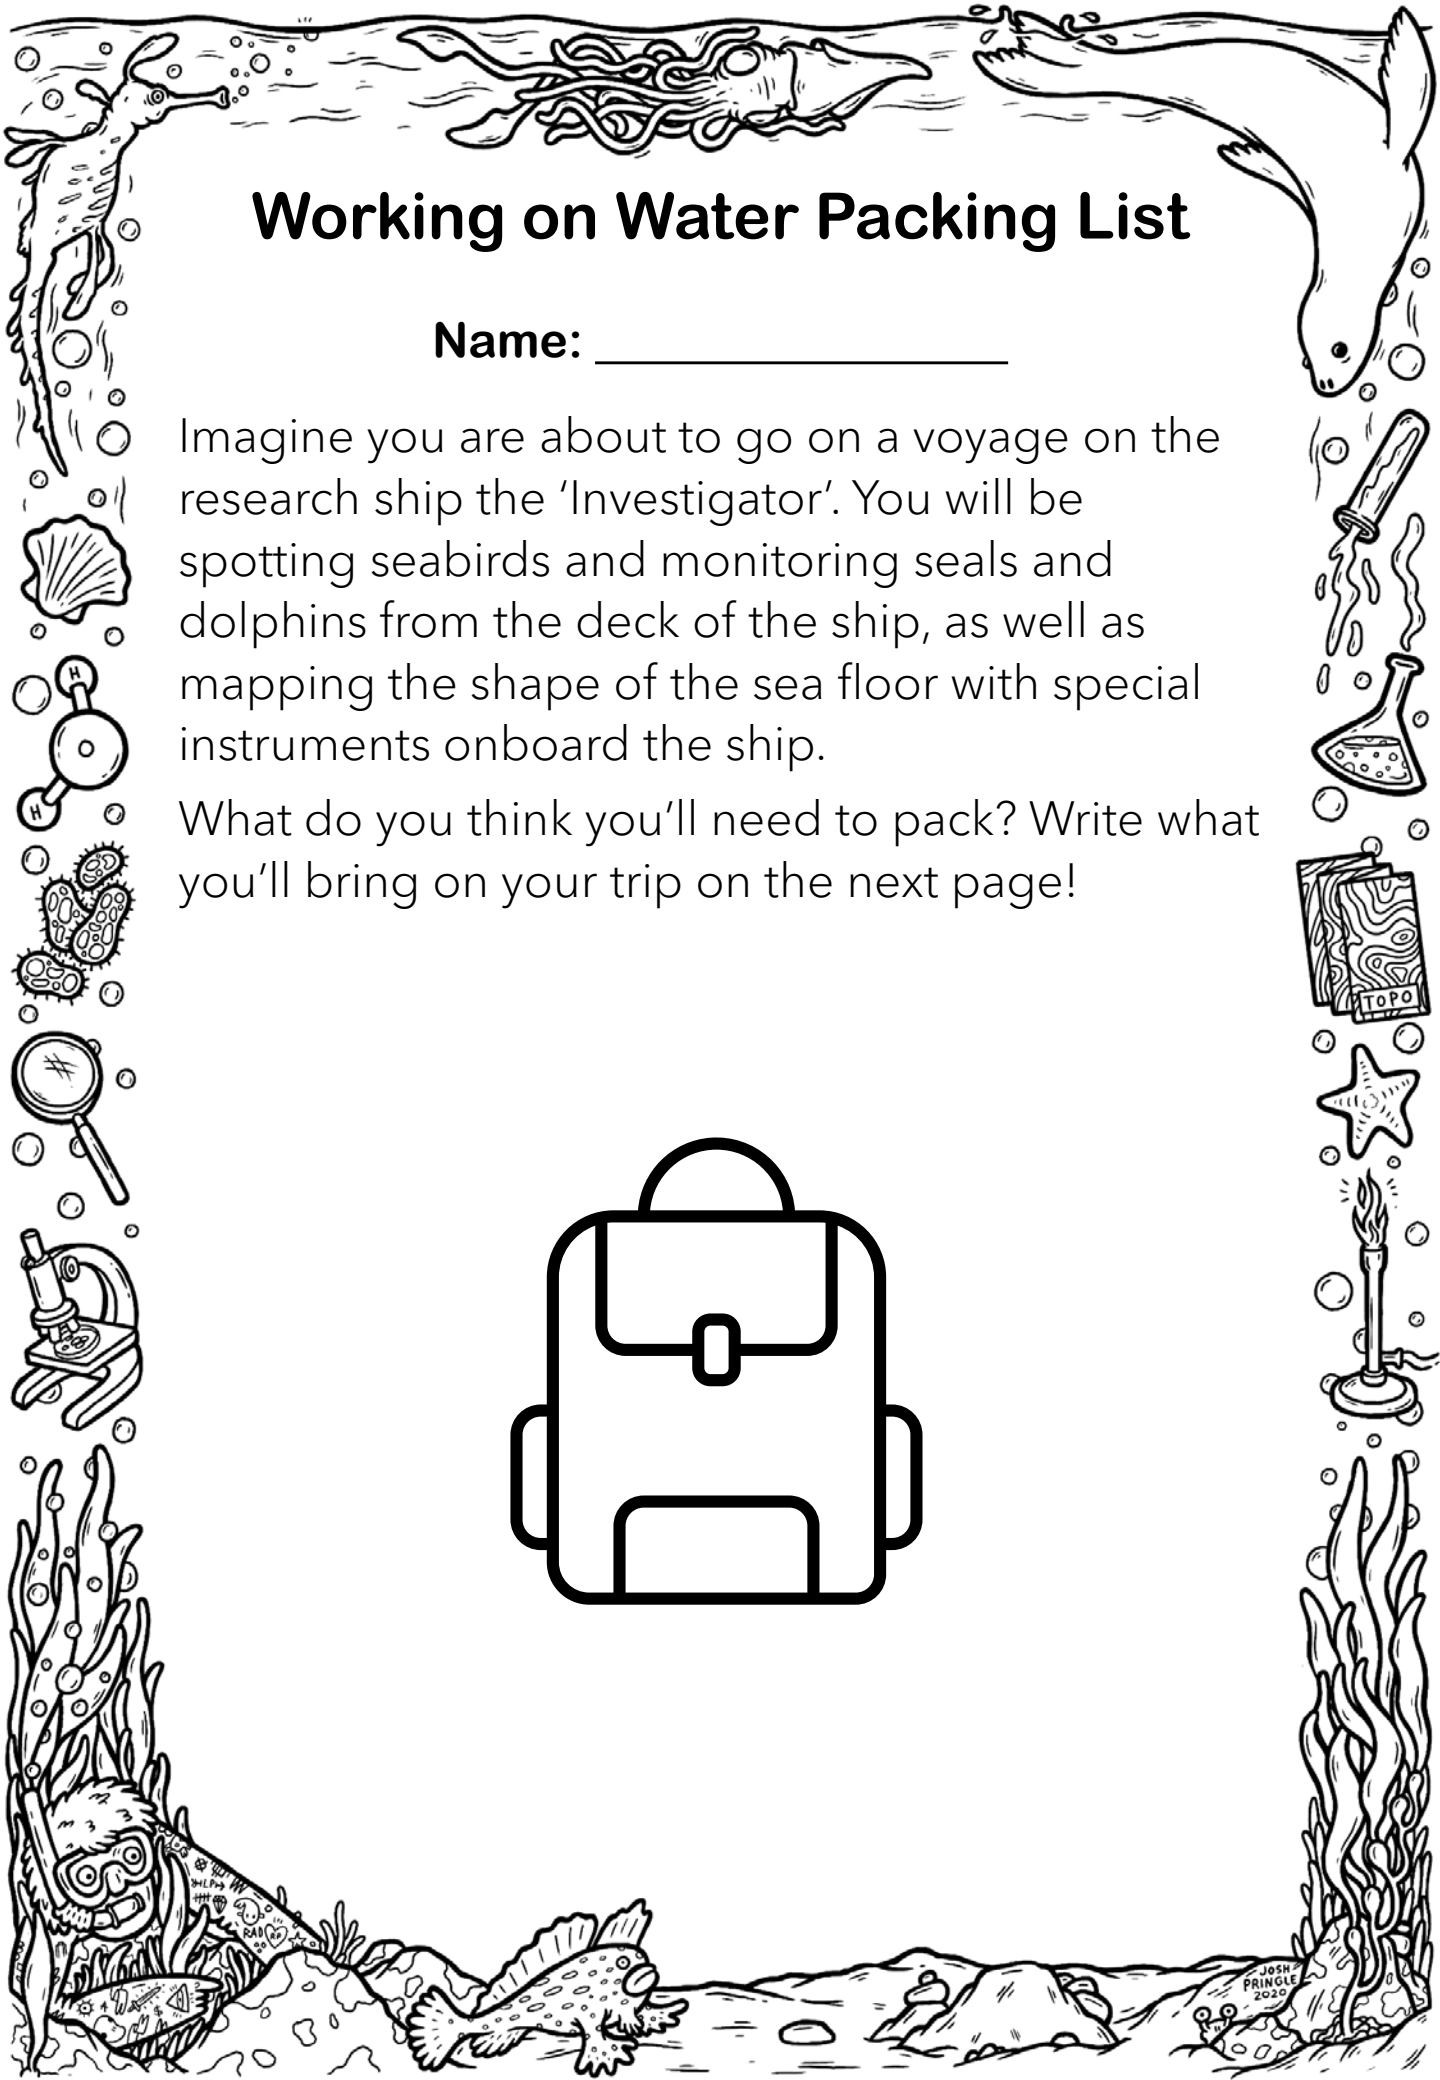 Working on Water Packing List
Name: ________________
Imagine you are about to go on a voyage on the
research ship the ‘Investigator’. You will be
spotting seabirds and monitoring seals and
dolphins from the deck of the ship, as well as
mapping the shape of the sea floor with special
instruments onboard the ship.
What do you think you’ll need to pack? Write what
you’ll bring on your trip on the next page!
H
O
H
TOPO
RAD
JOSH
PRINGLE
2020